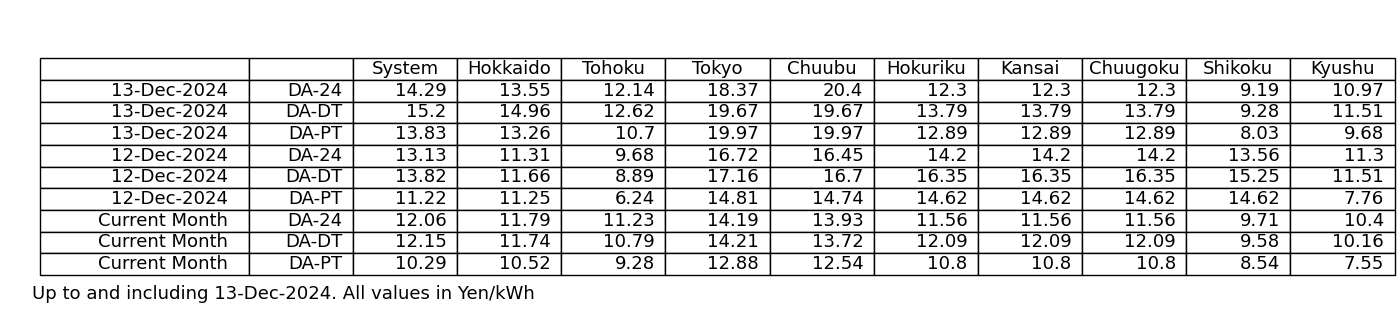 System Hokkaido Tohoku Tokyo Chuubu Hokuriku Kansai Chuugoku Shikoku Kyushu
13-Dec-2024 DA-24 14.29 13.55 12.14 18.37 20.4 12.3 12.3 12.3 9.19 10.97
13-Dec-2024 DA-DT 15.2 14.96 12.62 19.67 19.67 13.79 13.79 13.79 9.28 11.51
13-Dec-2024 DA-PT 13.83 13.26 10.7 19.97 19.97 12.89 12.89 12.89 8.03 9.68
12-Dec-2024 DA-24 13.13 11.31 9.68 16.72 16.45 14.2 14.2 14.2 13.56 11.3
12-Dec-2024 DA-DT 13.82 11.66 8.89 17.16 16.7 16.35 16.35 16.35 15.25 11.51
12-Dec-2024 DA-PT 11.22 11.25 6.24 14.81 14.74 14.62 14.62 14.62 14.62 7.76
Current Month DA-24 12.06 11.79 11.23 14.19 13.93 11.56 11.56 11.56 9.71 10.4
Current Month DA-DT 12.15 11.74 10.79 14.21 13.72 12.09 12.09 12.09 9.58 10.16
Current Month DA-PT 10.29 10.52 9.28 12.88 12.54 10.8 10.8 10.8 8.54 7.55
Up to and including 13-Dec-2024. All values in Yen/kWh